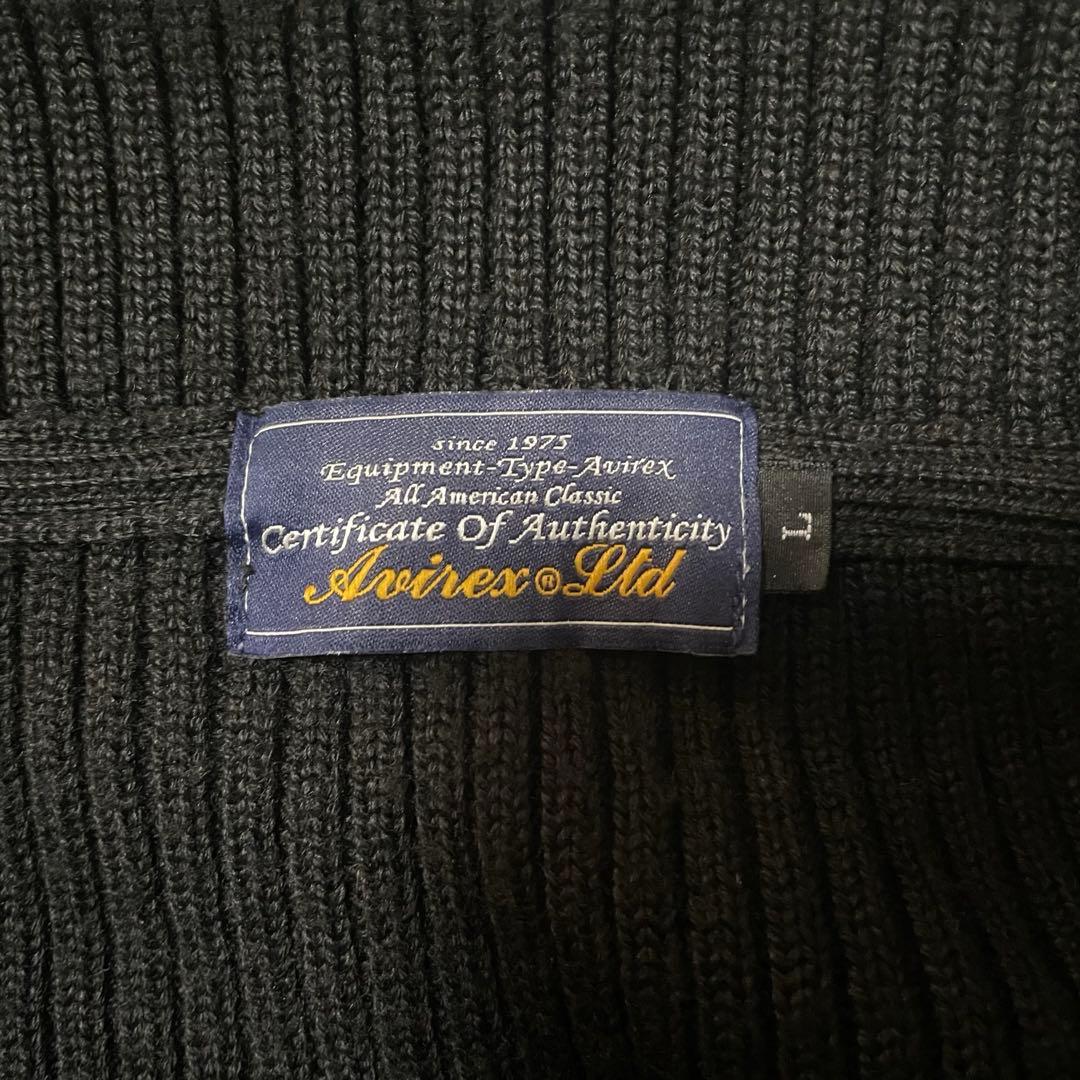 since 1975
Equipment-Type-Avirex
All American Classic
Certificate Of Authenticity
Avirex®Ltd
L